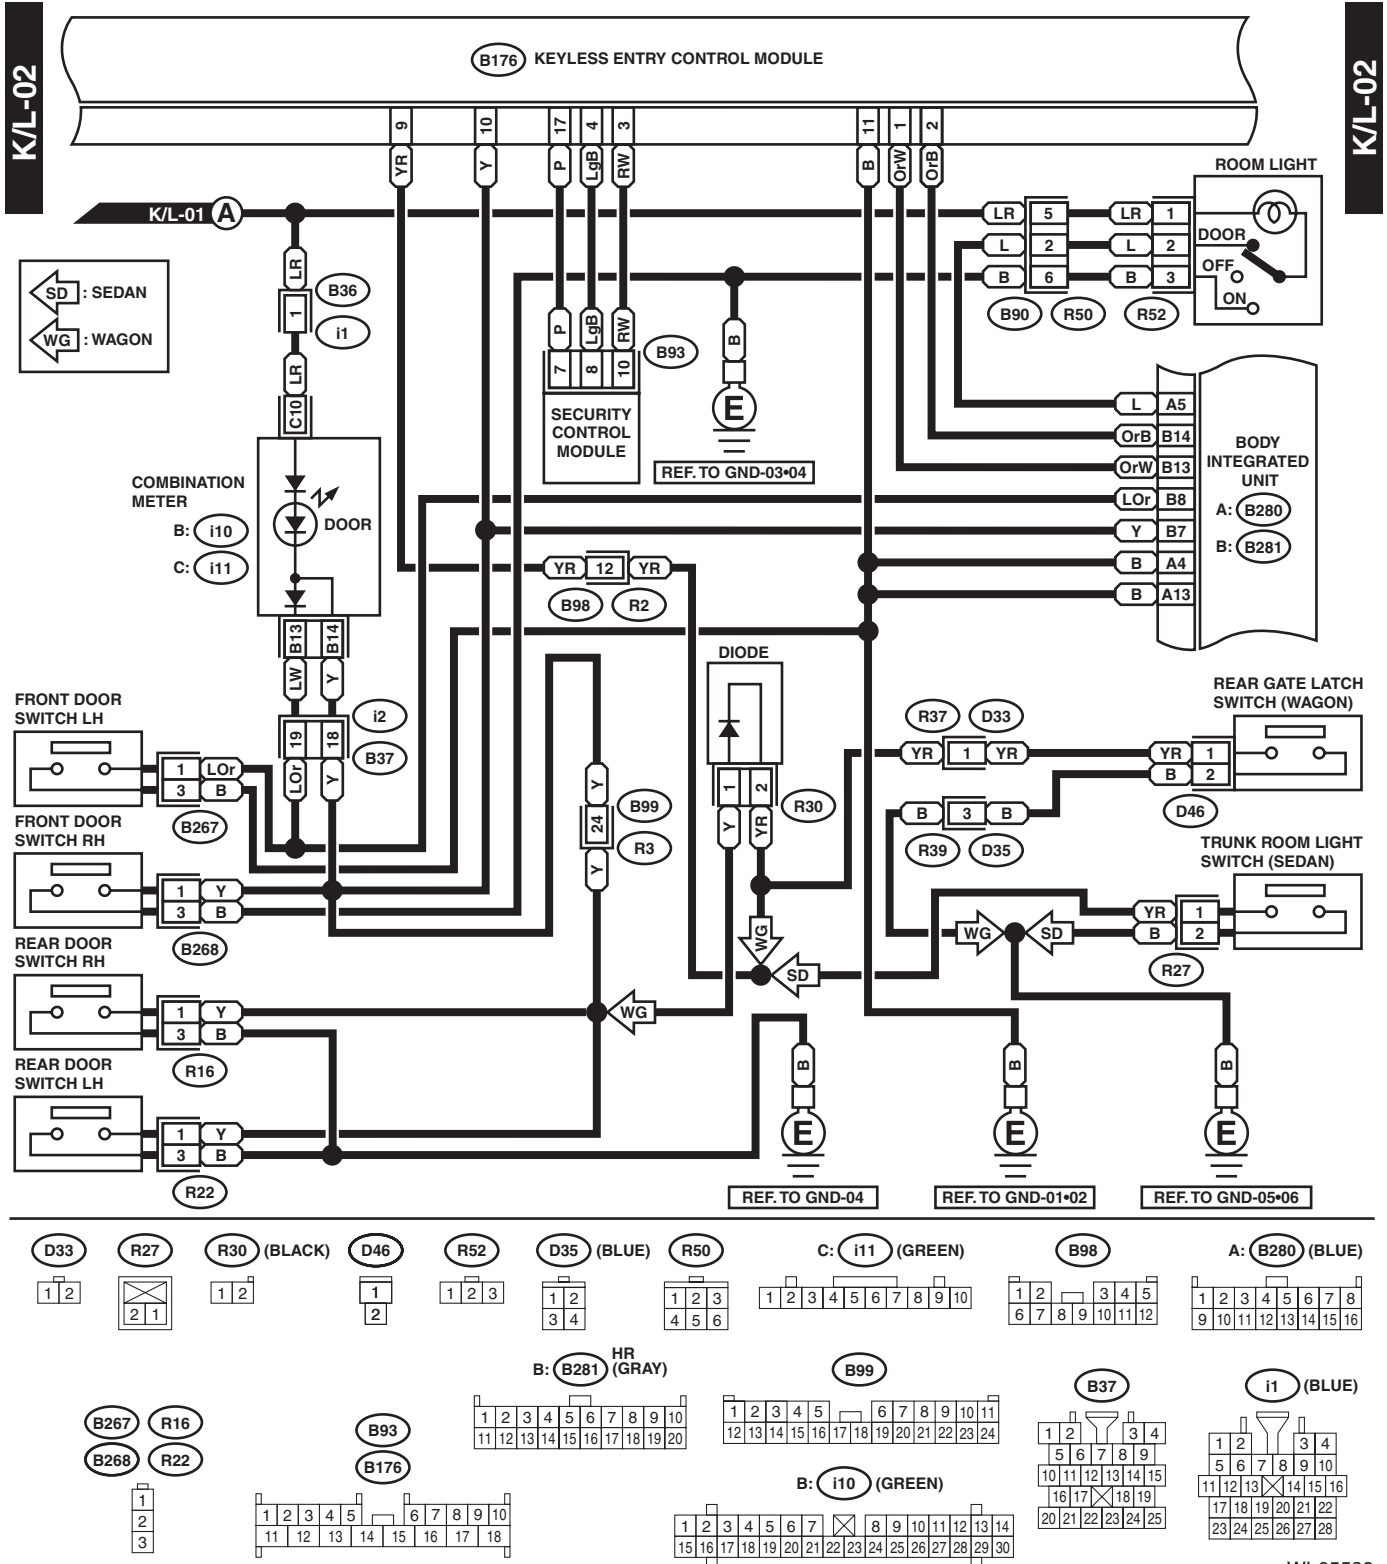 K/L-02
K/L-02
B176 KEYLESS ENTRY CONTROL MODULE
9 10 17 4 3 11 1 2
YR Y P LgB RW B OrW OrB
ROOM LIGHT
K/L-01 A
LR 5 LR 1
L 2 L 2
B 6 B 3
DOOR
OFF
ON
B90 R50 R52
SD : SEDAN
WG : WAGON
LR
B36
1
i1
LR
C10
P LgB RW
7 8 10
B93
SECURITY
CONTROL
MODULE
B
E
REF. TO GND-03•04
COMBINATION
METER
B: i10
C: i11
DOOR
B13 B14
LW Y
L A5
OrB B14
OrW B13
LOr B8
Y B7
B A4
B A13
BODY
INTEGRATED
UNIT
A: B280
B: B281
YR 12 YR
B98 R2
DIODE
1 2
R30
Y YR
i2
19 18
B37
LOr Y
FRONT DOOR
SWITCH LH
1 LOr
3 B
B267
FRONT DOOR
SWITCH RH
1 Y
3 B
B268
REAR DOOR
SWITCH RH
1 Y
3 B
R16
REAR DOOR
SWITCH LH
1 Y
3 B
R22
Y
B99
24
R3
Y
WG
WG
SD
R37 D33
YR 1 YR
B 3 B
R39 D35
REAR GATE LATCH
SWITCH (WAGON)
YR 1
B 2
D46
TRUNK ROOM LIGHT
SWITCH (SEDAN)
YR 1
B 2
R27
WG SD
B B B
E E E
REF. TO GND-04
REF. TO GND-01•02
REF. TO GND-05•06
D33 R27 R30 (BLACK) D46 R52 D35 (BLUE) R50 C: i11 (GREEN) B98 A: B280 (BLUE)
1 2
2 1
1 2
1
2
1 2 3
1 2
3 4
1 2 3
4 5 6
1 2 3 4 5 6 7 8 9 10
1 2 3 4 5
6 7 8 9 10 11 12
1 2 3 4 5 6 7 8
9 10 11 12 13 14 15 16
B267 R16
B268 R22
1
2
3
B93
B176
1 2 3 4 5 6 7 8 9 10
11 12 13 14 15 16 17 18
B: B281 HR
(GRAY)
1 2 3 4 5 6 7 8 9 10
11 12 13 14 15 16 17 18 19 20
B99
1 2 3 4 5 6 7 8 9 10 11
12 13 14 15 16 17 18 19 20 21 22 23 24
B: i10 (GREEN)
1 2 3 4 5 6 7 8 9 10 11 12 13 14
15 16 17 18 19 20 21 22 23 24 25 26 27 28 29 30
B37
1 2 3 4
5 6 7 8 9
10 11 12 13 14 15
16 17 18 19
20 21 22 23 24 25
i1 (BLUE)
1 2 3 4
5 6 7 8 9 10
11 12 13 14 15 16
17 18 19 20 21 22
23 24 25 26 27 28